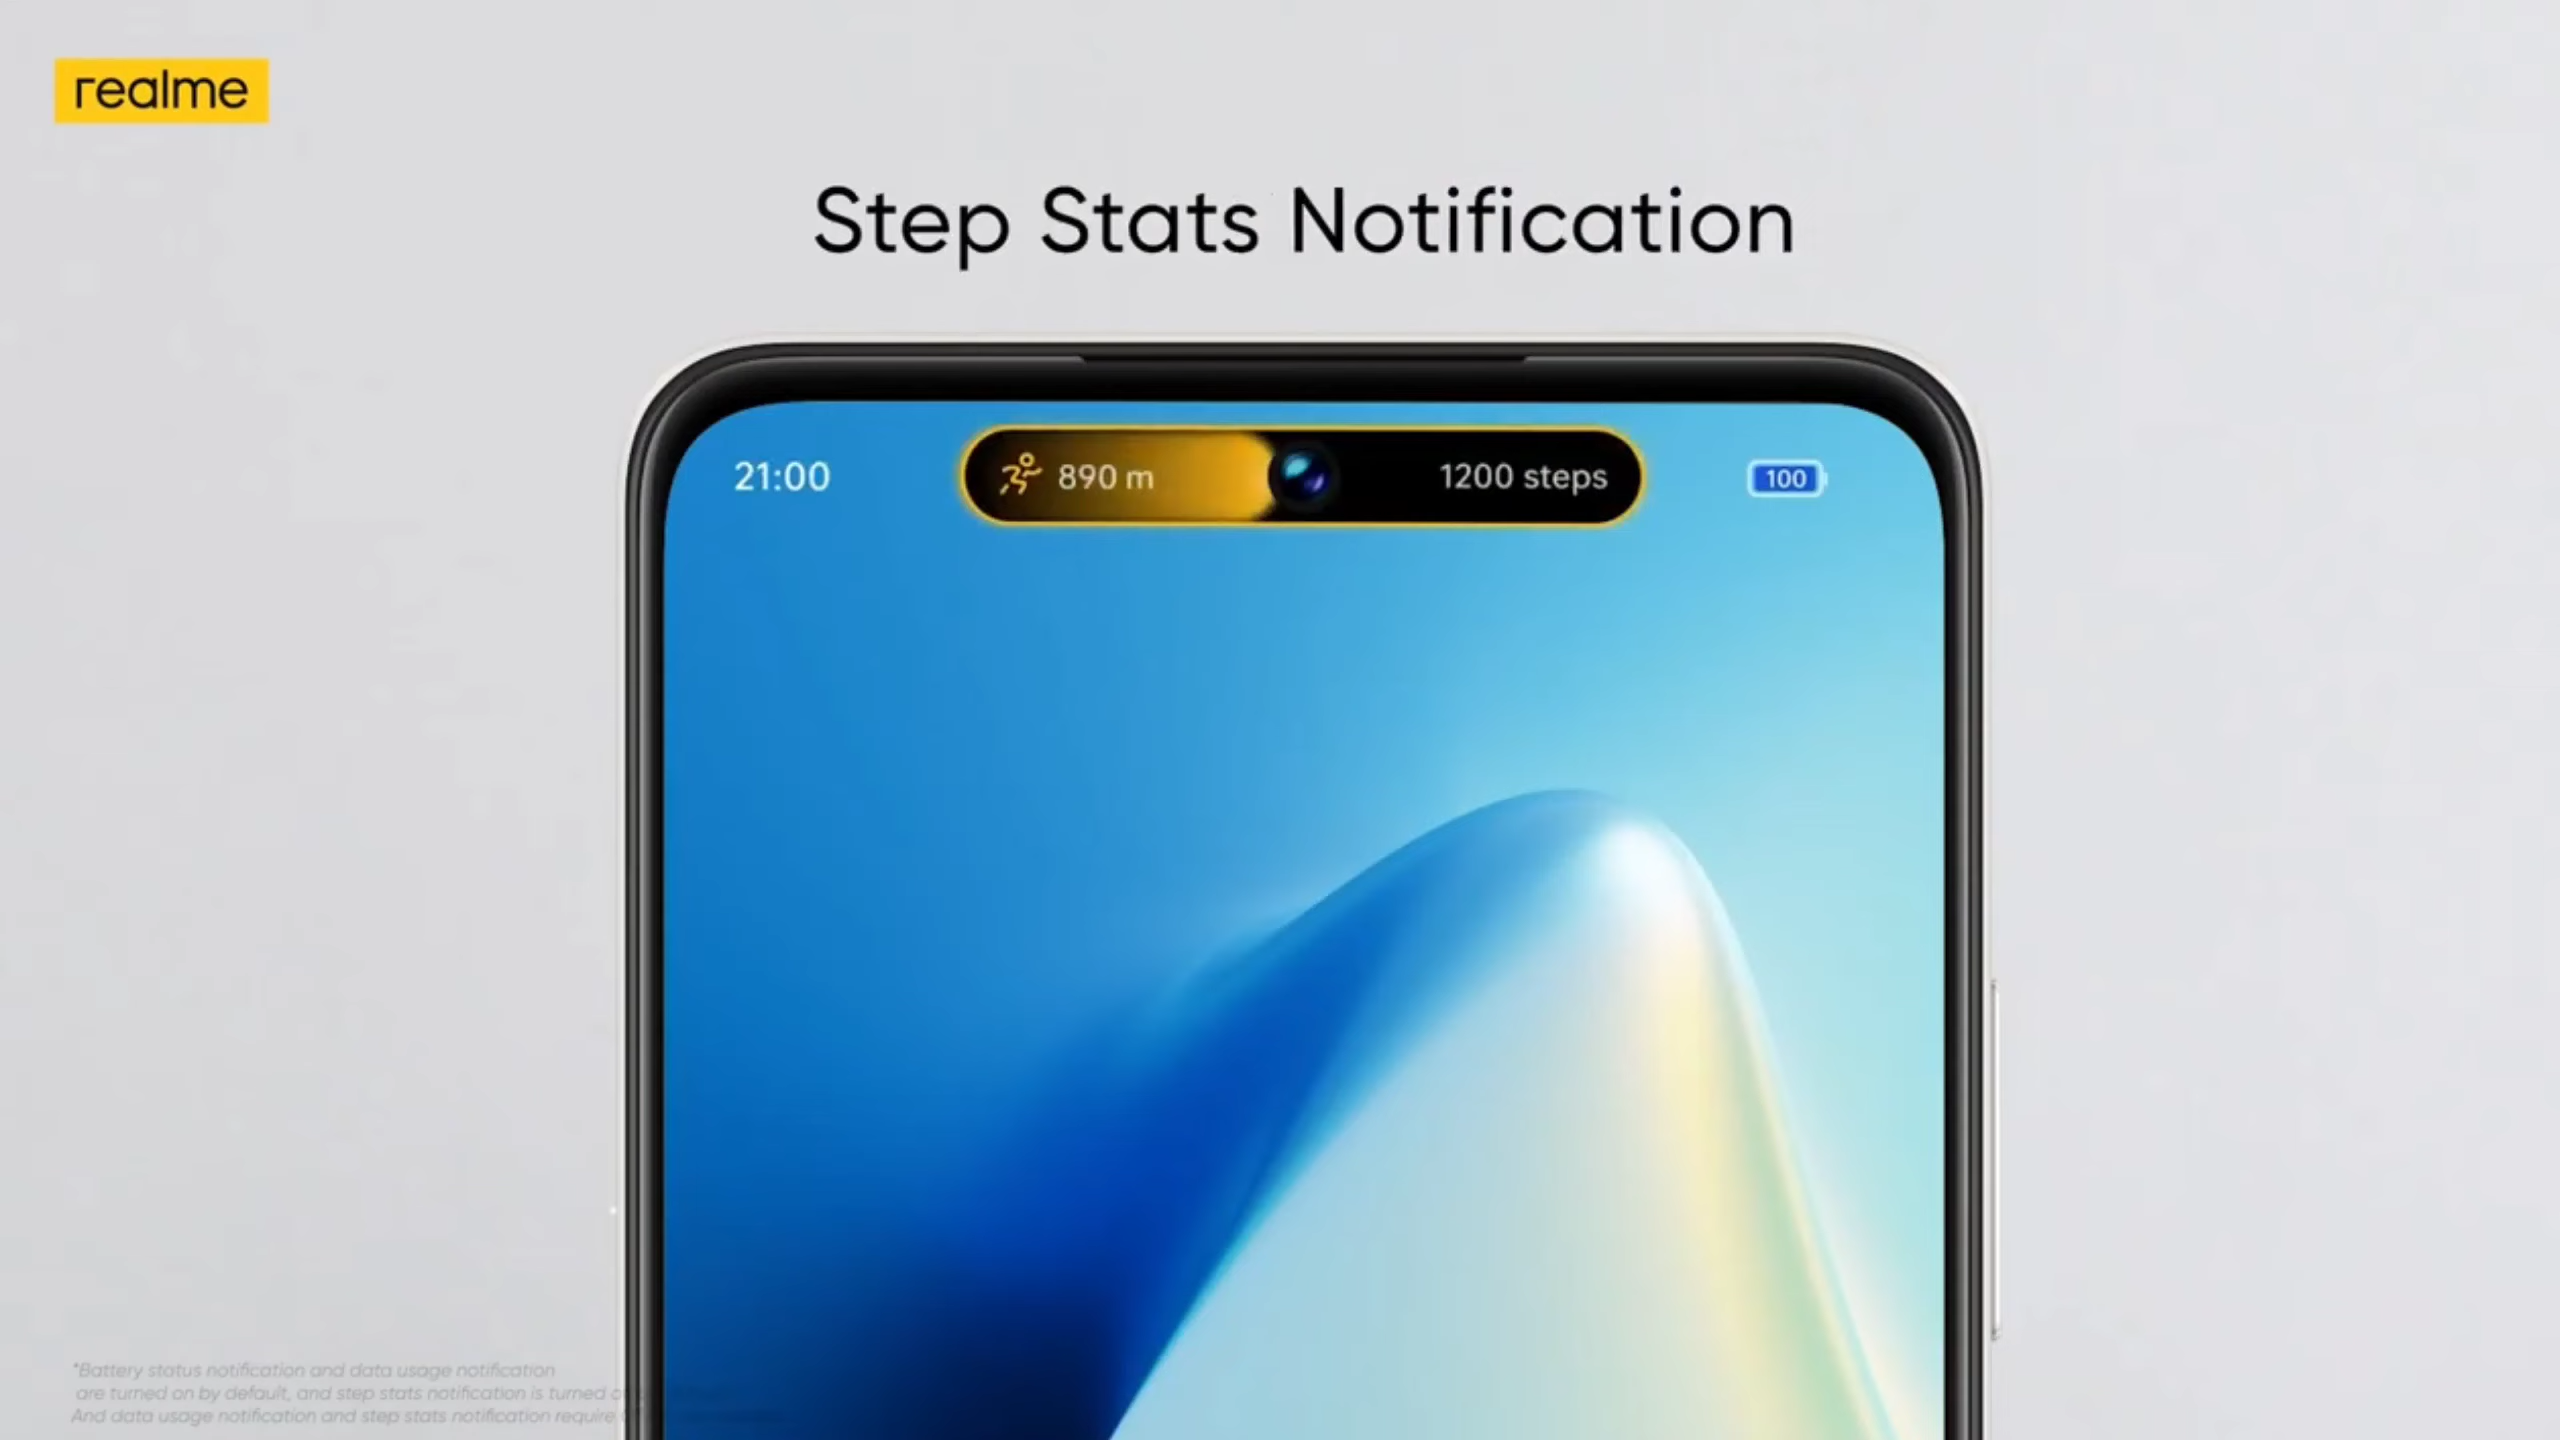 realme
Step Stats Notification
21:00
890 m
1200 steps
100
*Battery status notification and data usage notification
are turned on by default, and step stats notification is turned
And data usage notification and step stats notification require